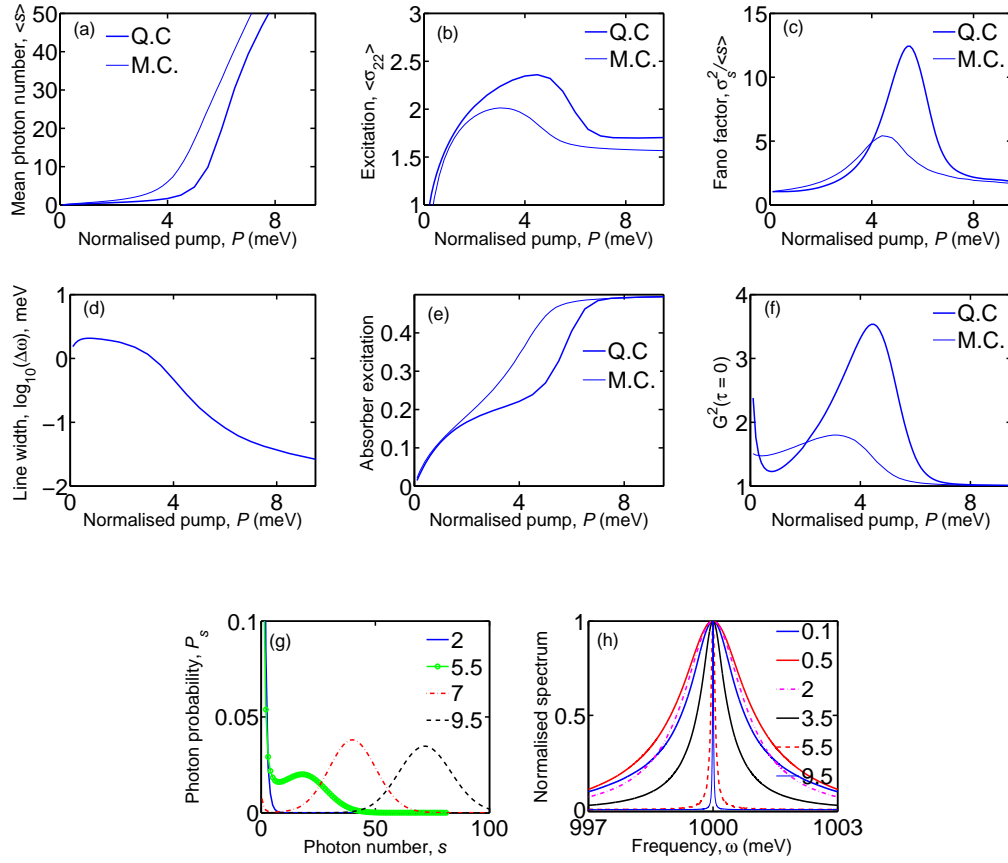 (a)
Q.C
M.C.
Mean photon number, <s>
50
40
30
20
10
0
0 4 8
Normalised pump, P (meV)
(b)
Q.C
M.C.
Excitation, <σ22>
3
2.5
2
1.5
1
0 4 8
Normalised pump, P (meV)
(c)
Q.C
M.C.
Fano factor, σs²/<s>
15
10
5
0
0 4 8
Normalised pump, P (meV)
(d)
Line width, log10(Δω), meV
1
0
−1
−2
0 4 8
Normalised pump, P (meV)
(e)
Q.C
M.C.
Absorber excitation
0.4
0.3
0.2
0.1
0
0 4 8
Normalised pump, P (meV)
(f)
Q.C
M.C.
G²(τ = 0)
4
3
2
1
0 4 8
Normalised pump, P (meV)
(g)
2
5.5
7
9.5
Photon probability, Ps
0.1
0.05
0
0 50 100
Photon number, s
(h)
0.1
0.5
2
3.5
5.5
9.5
Normalised spectrum
1
0.5
0
997 1000 1003
Frequency, ω (meV)